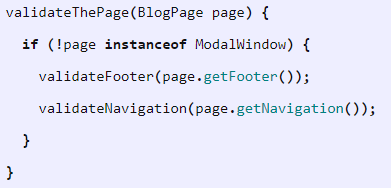 validateThePage(BlogPage page) {
if (!page instanceof ModalWindow) {
validateFooter(page.getFooter());
validateNavigation(page.getNavigation());
}
}